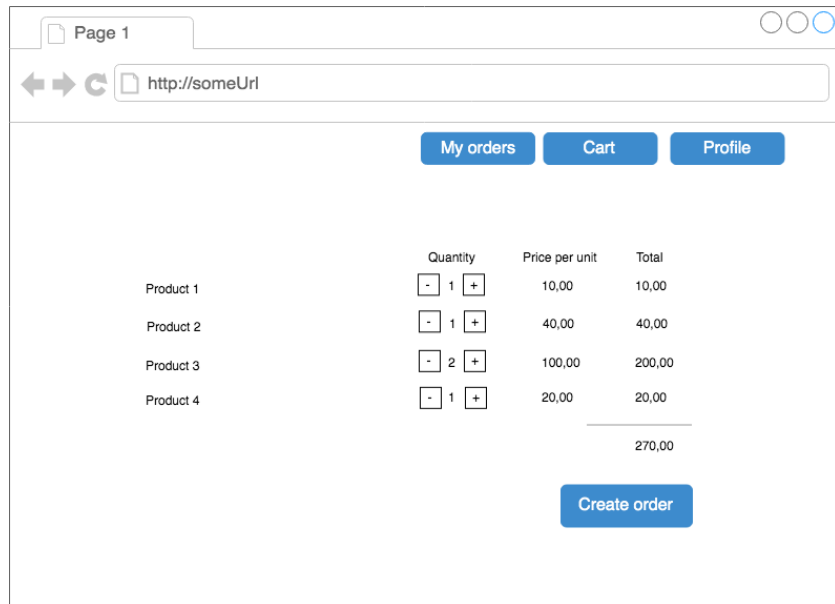 Page 1
http://someUrl
My orders Cart Profile
Quantity Price per unit Total
Product 1 - 1 + 10,00 10,00
Product 2 - 1 + 40,00 40,00
Product 3 - 2 + 100,00 200,00
Product 4 - 1 + 20,00 20,00
270,00
Create order